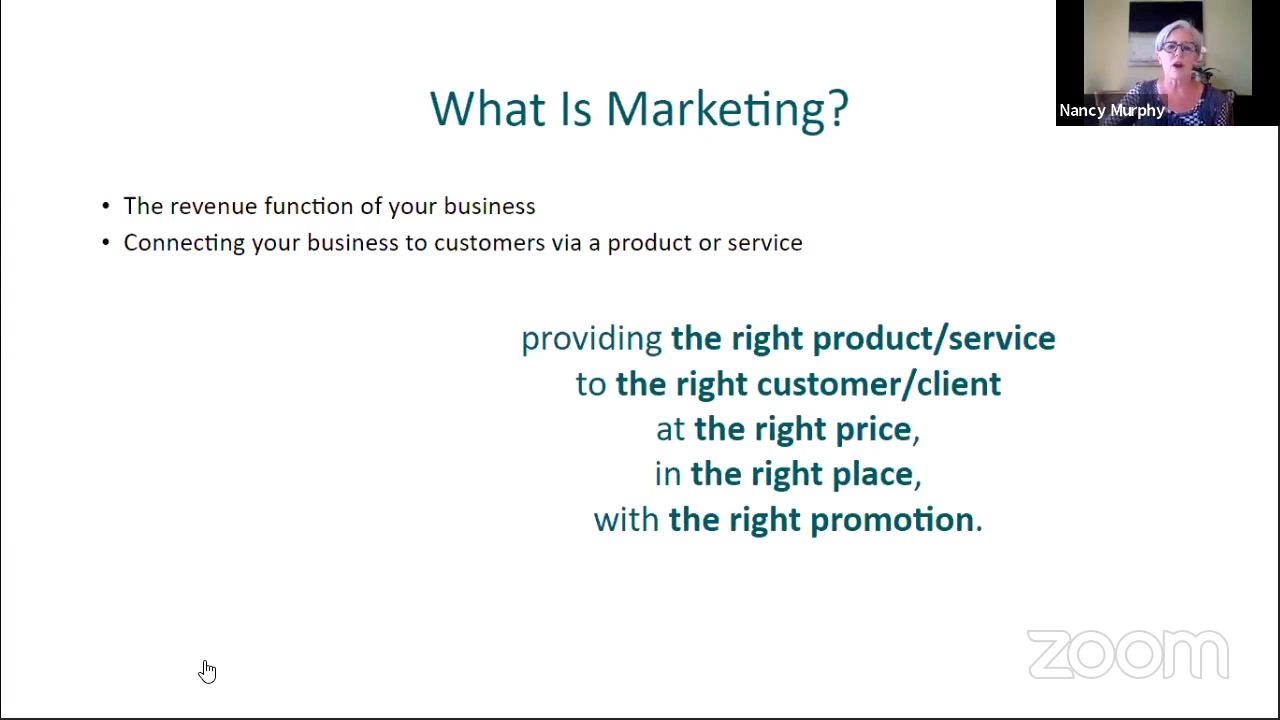 What Is Marketing?
Nancy Murphy
• The revenue function of your business
• Connecting your business to customers via a product or service
providing the right product/service
to the right customer/client
at the right price,
in the right place,
with the right promotion.
zoom